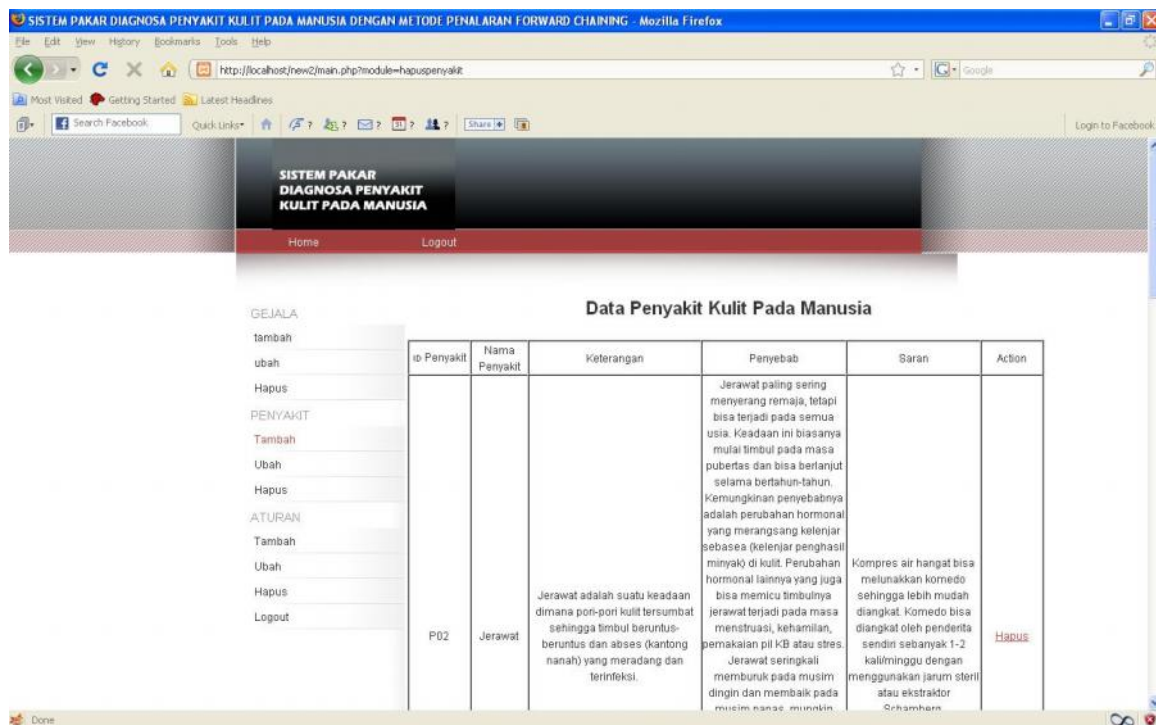 SISTEM PAKAR DIAGNOSA PENYAKIT KULIT PADA MANUSIA DENGAN METODE PENALARAN FORWARD CHAINING - Mozilla Firefox
File Edit View History Bookmarks Tools Help
http://localhost/new2/main.php?module=hapuspenyakit
Google
Most Visited Getting Started Latest Headlines
Search Facebook Quick Links ? ? ? 31 ? ? Share Login to Facebook
SISTEM PAKAR
DIAGNOSA PENYAKIT
KULIT PADA MANUSIA
Home Logout
GEJALA
tambah
ubah
Hapus
PENYAKIT
Tambah
Ubah
Hapus
ATURAN
Tambah
Ubah
Hapus
Logout
Data Penyakit Kulit Pada Manusia
ID Penyakit
Nama
Penyakit
Keterangan
Penyebab
Saran
Action
P02
Jerawat
Jerawat adalah suatu keadaan
dimana pori-pori kulit tersumbat
sehingga timbul beruntus-
beruntus dan abses (kantong
nanah) yang meradang dan
terinfeksi.
Jerawat paling sering
menyerang remaja, tetapi
bisa terjadi pada semua
usia. Keadaan ini biasanya
mulai timbul pada masa
pubertas dan bisa berlanjut
selama bertahun-tahun.
Kemungkinan penyebabnya
adalah perubahan hormonal
yang merangsang kelenjar
sebasea (kelenjar penghasil
minyak) di kulit. Perubahan
hormonal lainnya yang juga
bisa memicu timbulnya
jerawat terjadi pada masa
menstruasi, kehamilan,
pemakaian pil KB atau stres.
Jerawat seringkali
memburuk pada musim
dingin dan membaik pada
musim panas, mungkin
Kompres air hangat bisa
melunakkan komedo
sehingga lebih mudah
diangkat. Komedo bisa
diangkat oleh penderita
sendiri sebanyak 1-2
kali/minggu dengan
menggunakan jarum steril
atau ekstraktor
Schamberg
Hapus
Done